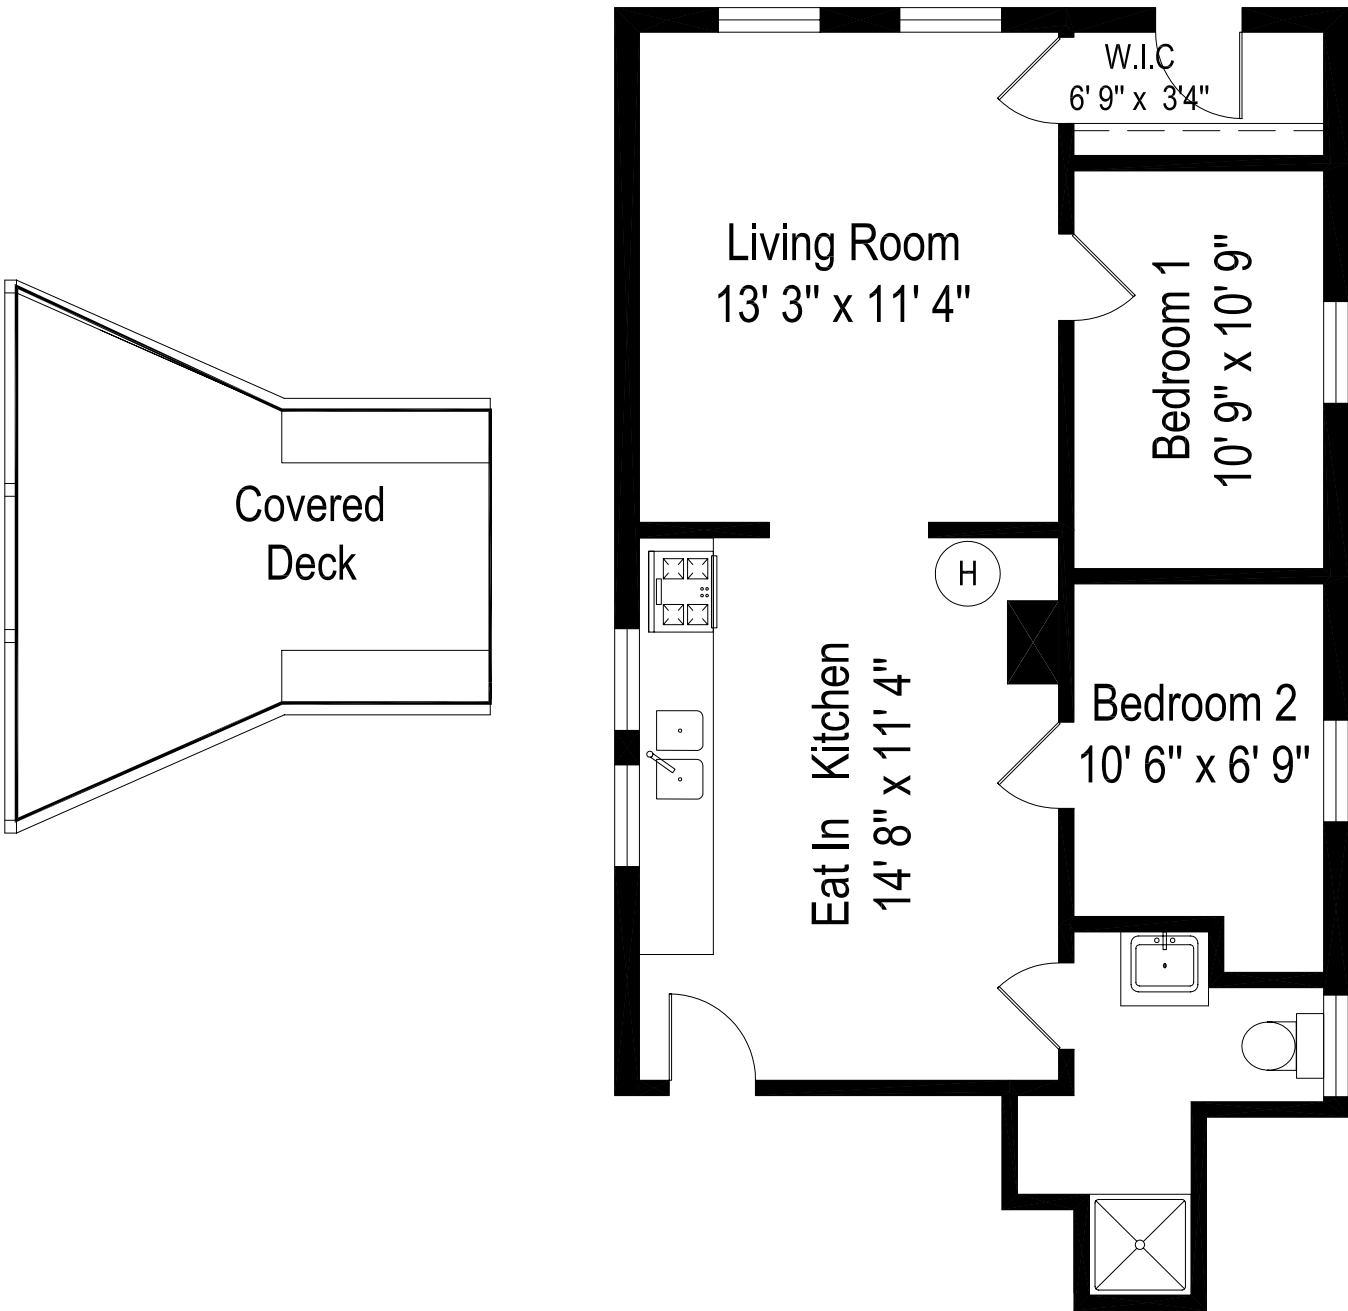 W.I.C
6' 9" x 3'4"
Living Room
13' 3" x 11' 4"
Bedroom 1
10' 9" x 10' 9"
Covered
Deck
H
Eat In Kitchen
14' 8" x 11' 4"
Bedroom 2
10' 6" x 6' 9"